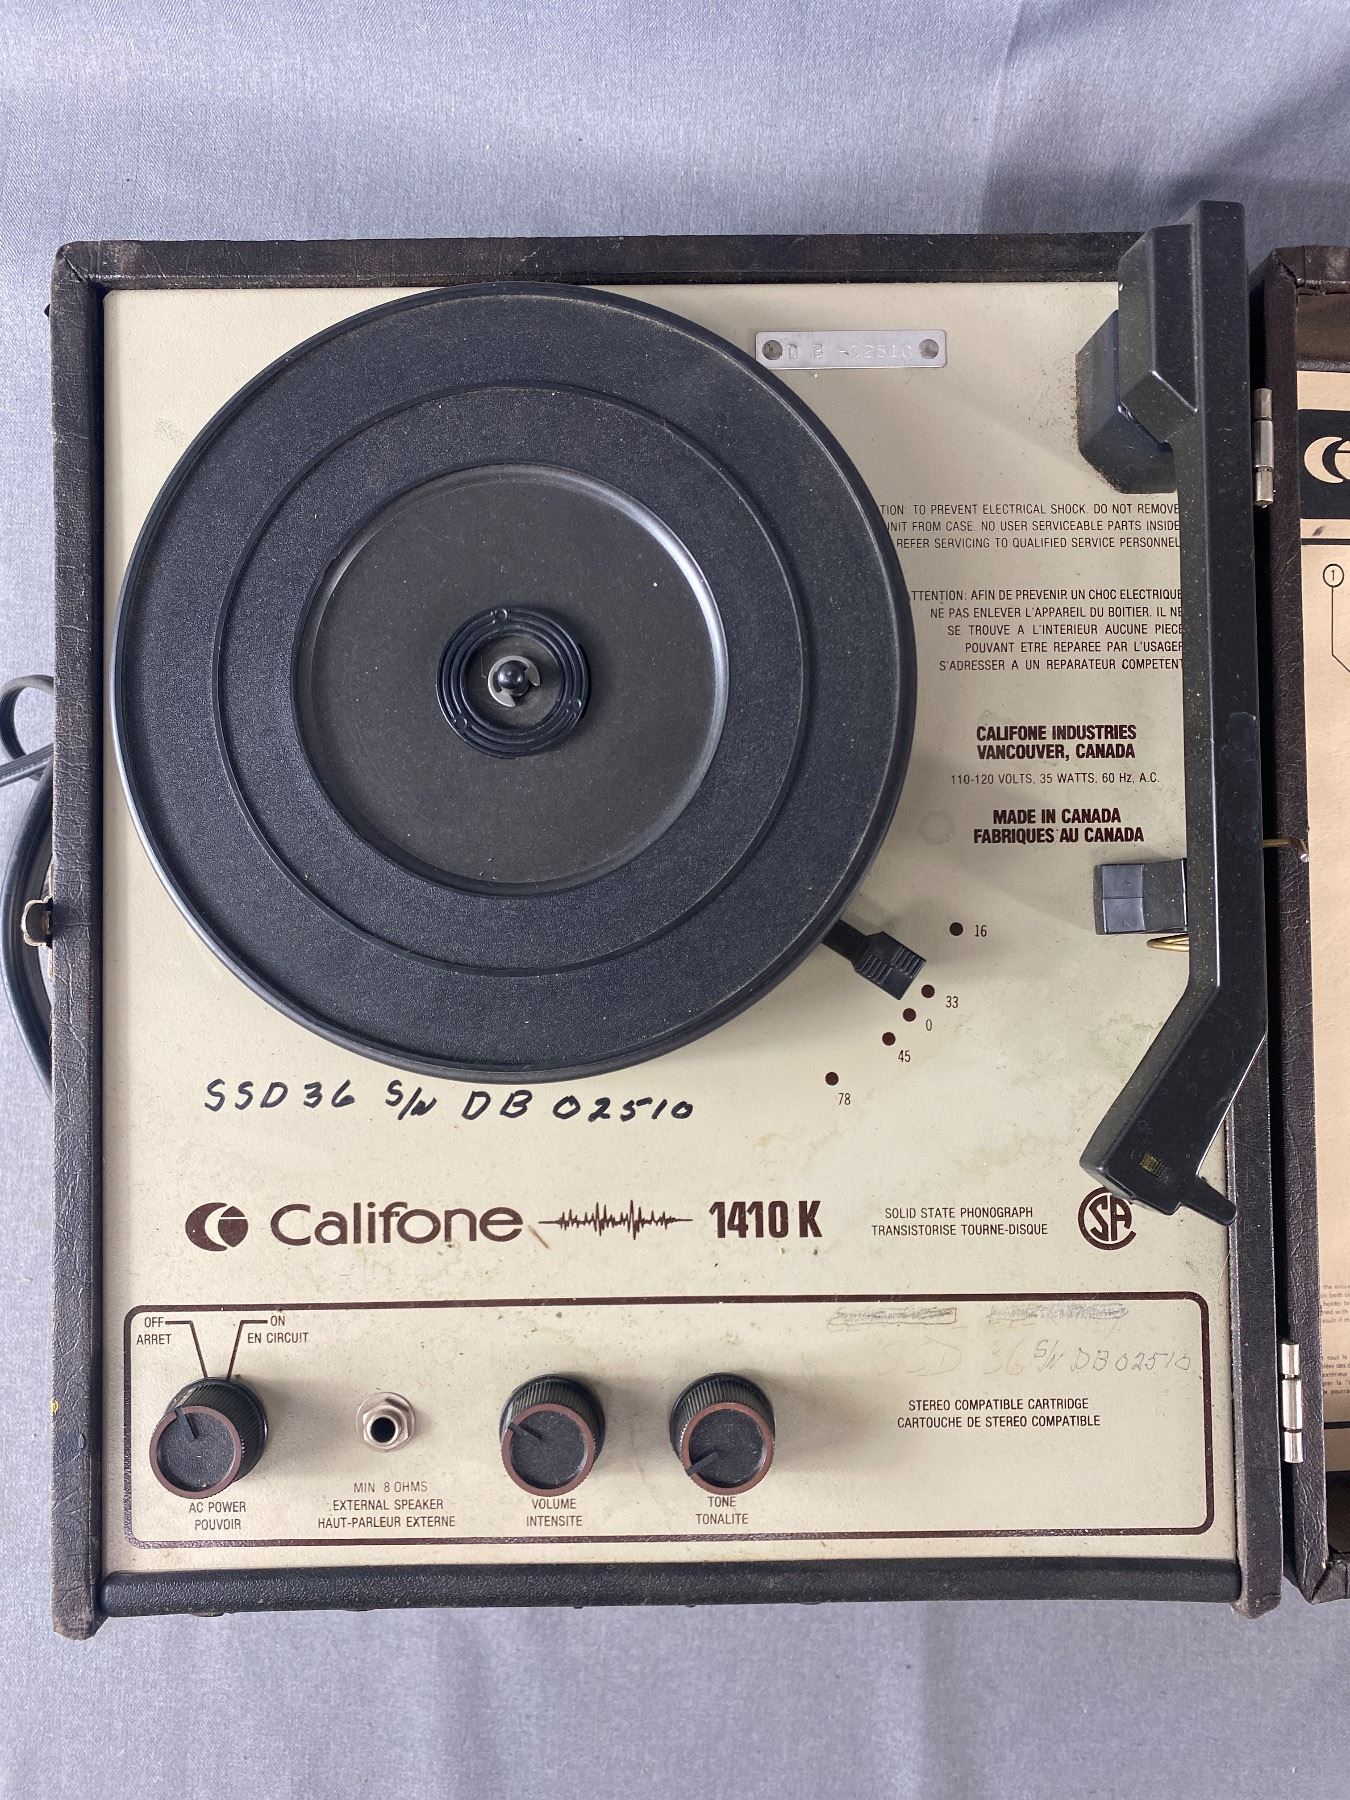 D B -02510
TION: TO PREVENT ELECTRICAL SHOCK. DO NOT REMOVE
UNIT FROM CASE. NO USER SERVICEABLE PARTS INSIDE
REFER SERVICING TO QUALIFIED SERVICE PERSONNEL
TTENTION: AFIN DE PREVENIR UN CHOC ELECTRIQUE
NE PAS ENLEVER L'APPAREIL DU BOITIER. IL NE
SE TROUVE A L'INTERIEUR AUCUNE PIECE
POUVANT ETRE REPAREE PAR L'USAGER
S'ADRESSER A UN REPARATEUR COMPETENT
CALIFONE INDUSTRIES
VANCOUVER, CANADA
110-120 VOLTS, 35 WATTS, 60 Hz, A.C.
MADE IN CANADA
FABRIQUES AU CANADA
16
33
0
45
78
SSD 36 S/N DB 02510
Califone 1410 K
SOLID STATE PHONOGRAPH
TRANSISTORISE TOURNE-DISQUE
SA
OFF
ARRET
ON
EN CIRCUIT
D 36 S/N DB 02510
STEREO COMPATIBLE CARTRIDGE
CARTOUCHE DE STEREO COMPATIBLE
AC POWER
POUVOIR
MIN 8 OHMS
EXTERNAL SPEAKER
HAUT-PARLEUR EXTERNE
VOLUME
INTENSITE
TONE
TONALITE
1